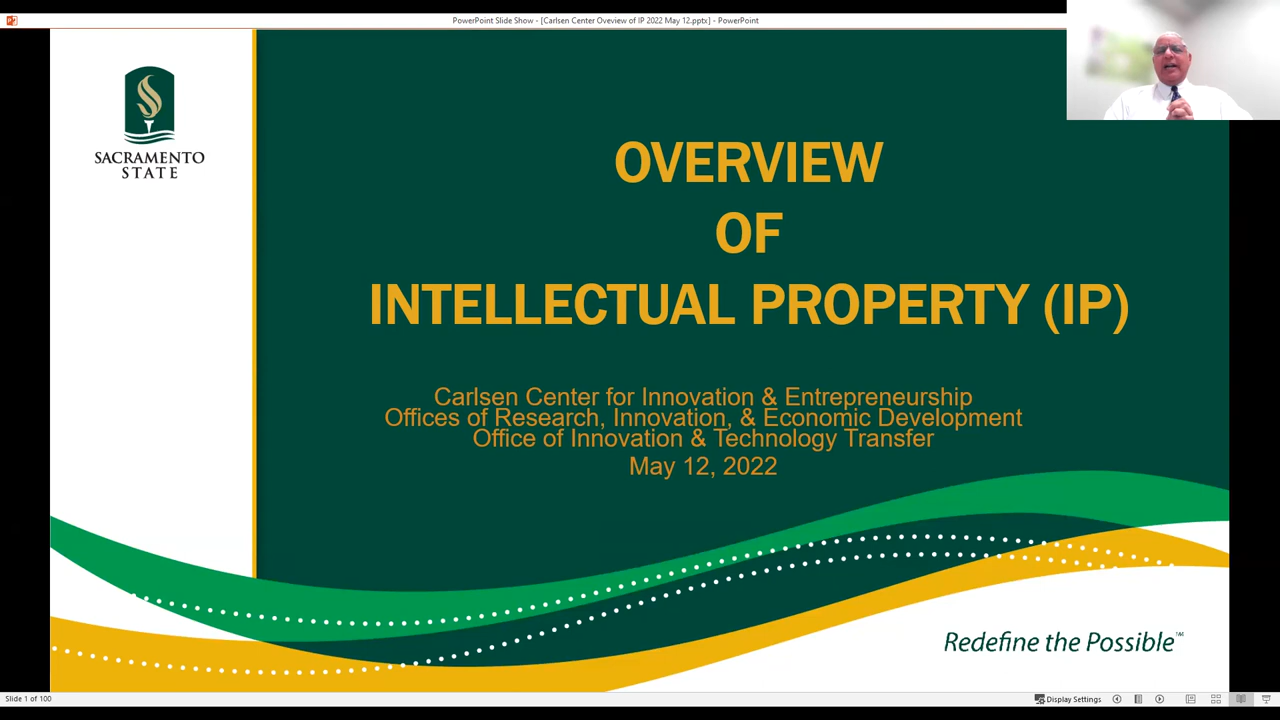 PowerPoint Slide Show - [Carlsen Center Oveview of IP 2022 May 12.pptx] - PowerPoint
SACRAMENTO
STATE
OVERVIEW
OF
INTELLECTUAL PROPERTY (IP)
Carlsen Center for Innovation & Entrepreneurship
Offices of Research, Innovation, & Economic Development
Office of Innovation & Technology Transfer
May 12, 2022
Redefine the Possible™
Slide 1 of 100
Display Settings